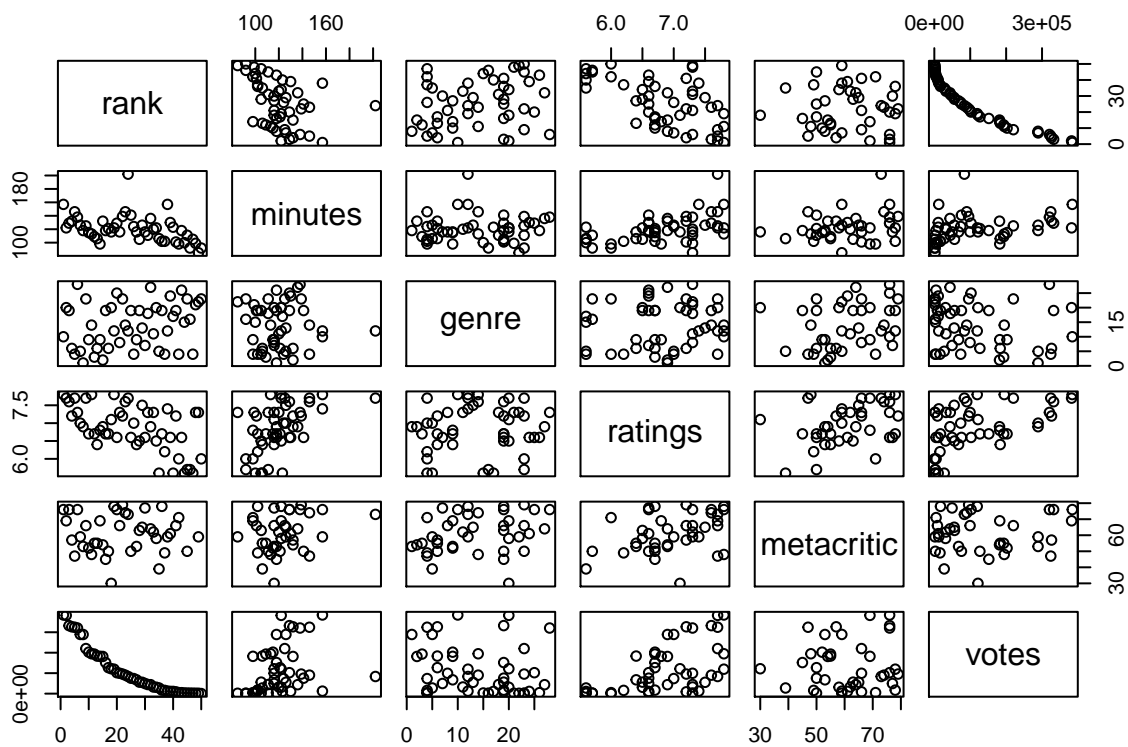 100 160 6.0 7.0 0e+00 3e+05
rank 0 30
100 180 minutes
genre 0 15
6.0 7.5 ratings
metacritic 30 60
0e+00 votes
0 20 40 0 10 20 30 50 70